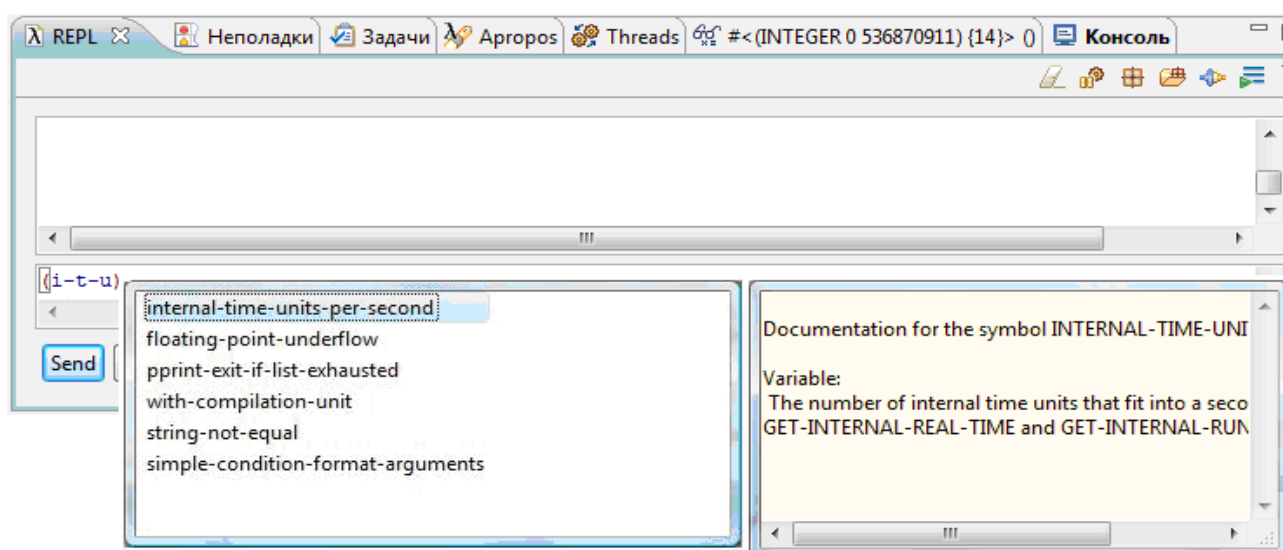 REPL Неполадки Задачи Apropos Threads #<(INTEGER 0 536870911) {14}> () Консоль
(i-t-u)
internal-time-units-per-second
floating-point-underflow
pprint-exit-if-list-exhausted
with-compilation-unit
string-not-equal
simple-condition-format-arguments
Send
Documentation for the symbol INTERNAL-TIME-UNI
Variable:
The number of internal time units that fit into a seco
GET-INTERNAL-REAL-TIME and GET-INTERNAL-RUN